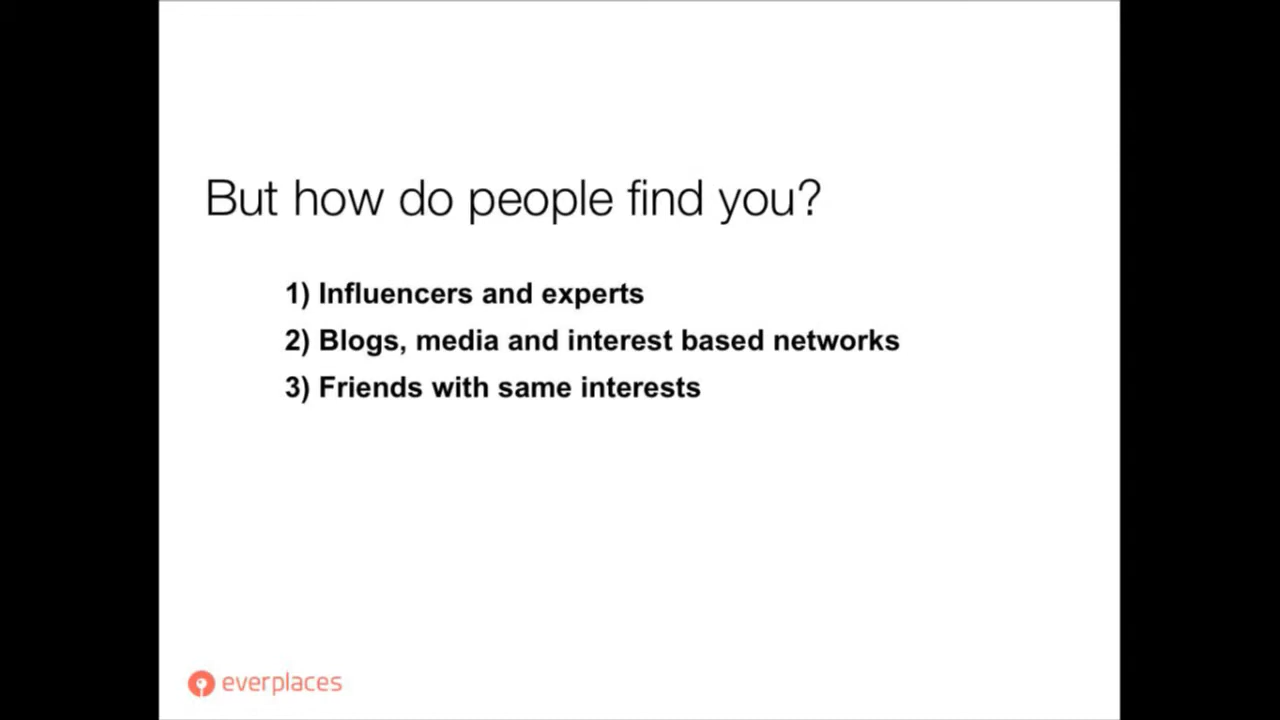 But how do people find you?
1) Influencers and experts
2) Blogs, media and interest based networks
3) Friends with same interests
everplaces